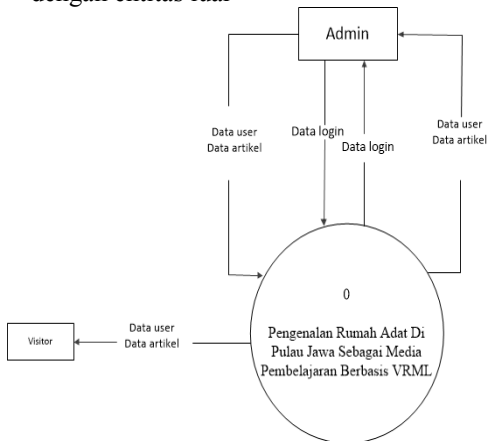 dengan entitas luar
Admin
Data user
Data artikel
Data login
Data login
Data user
Data artikel
0
Pengenalan Rumah Adat Di
Pulau Jawa Sebagai Media
Pembelajaran Berbasis VRML
Visitor
Data user
Data artikel